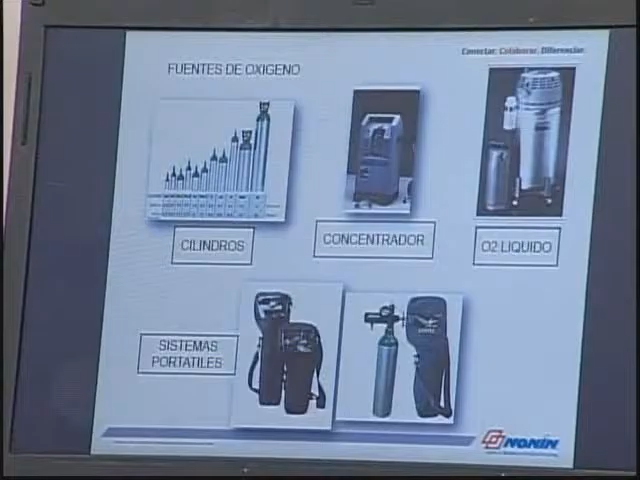 Conectar. Colaborar. Diferenciar.
FUENTES DE OXIGENO
CILINDROS
CONCENTRADOR
O2 LIQUIDO
SISTEMAS
PORTATILES
NONIN